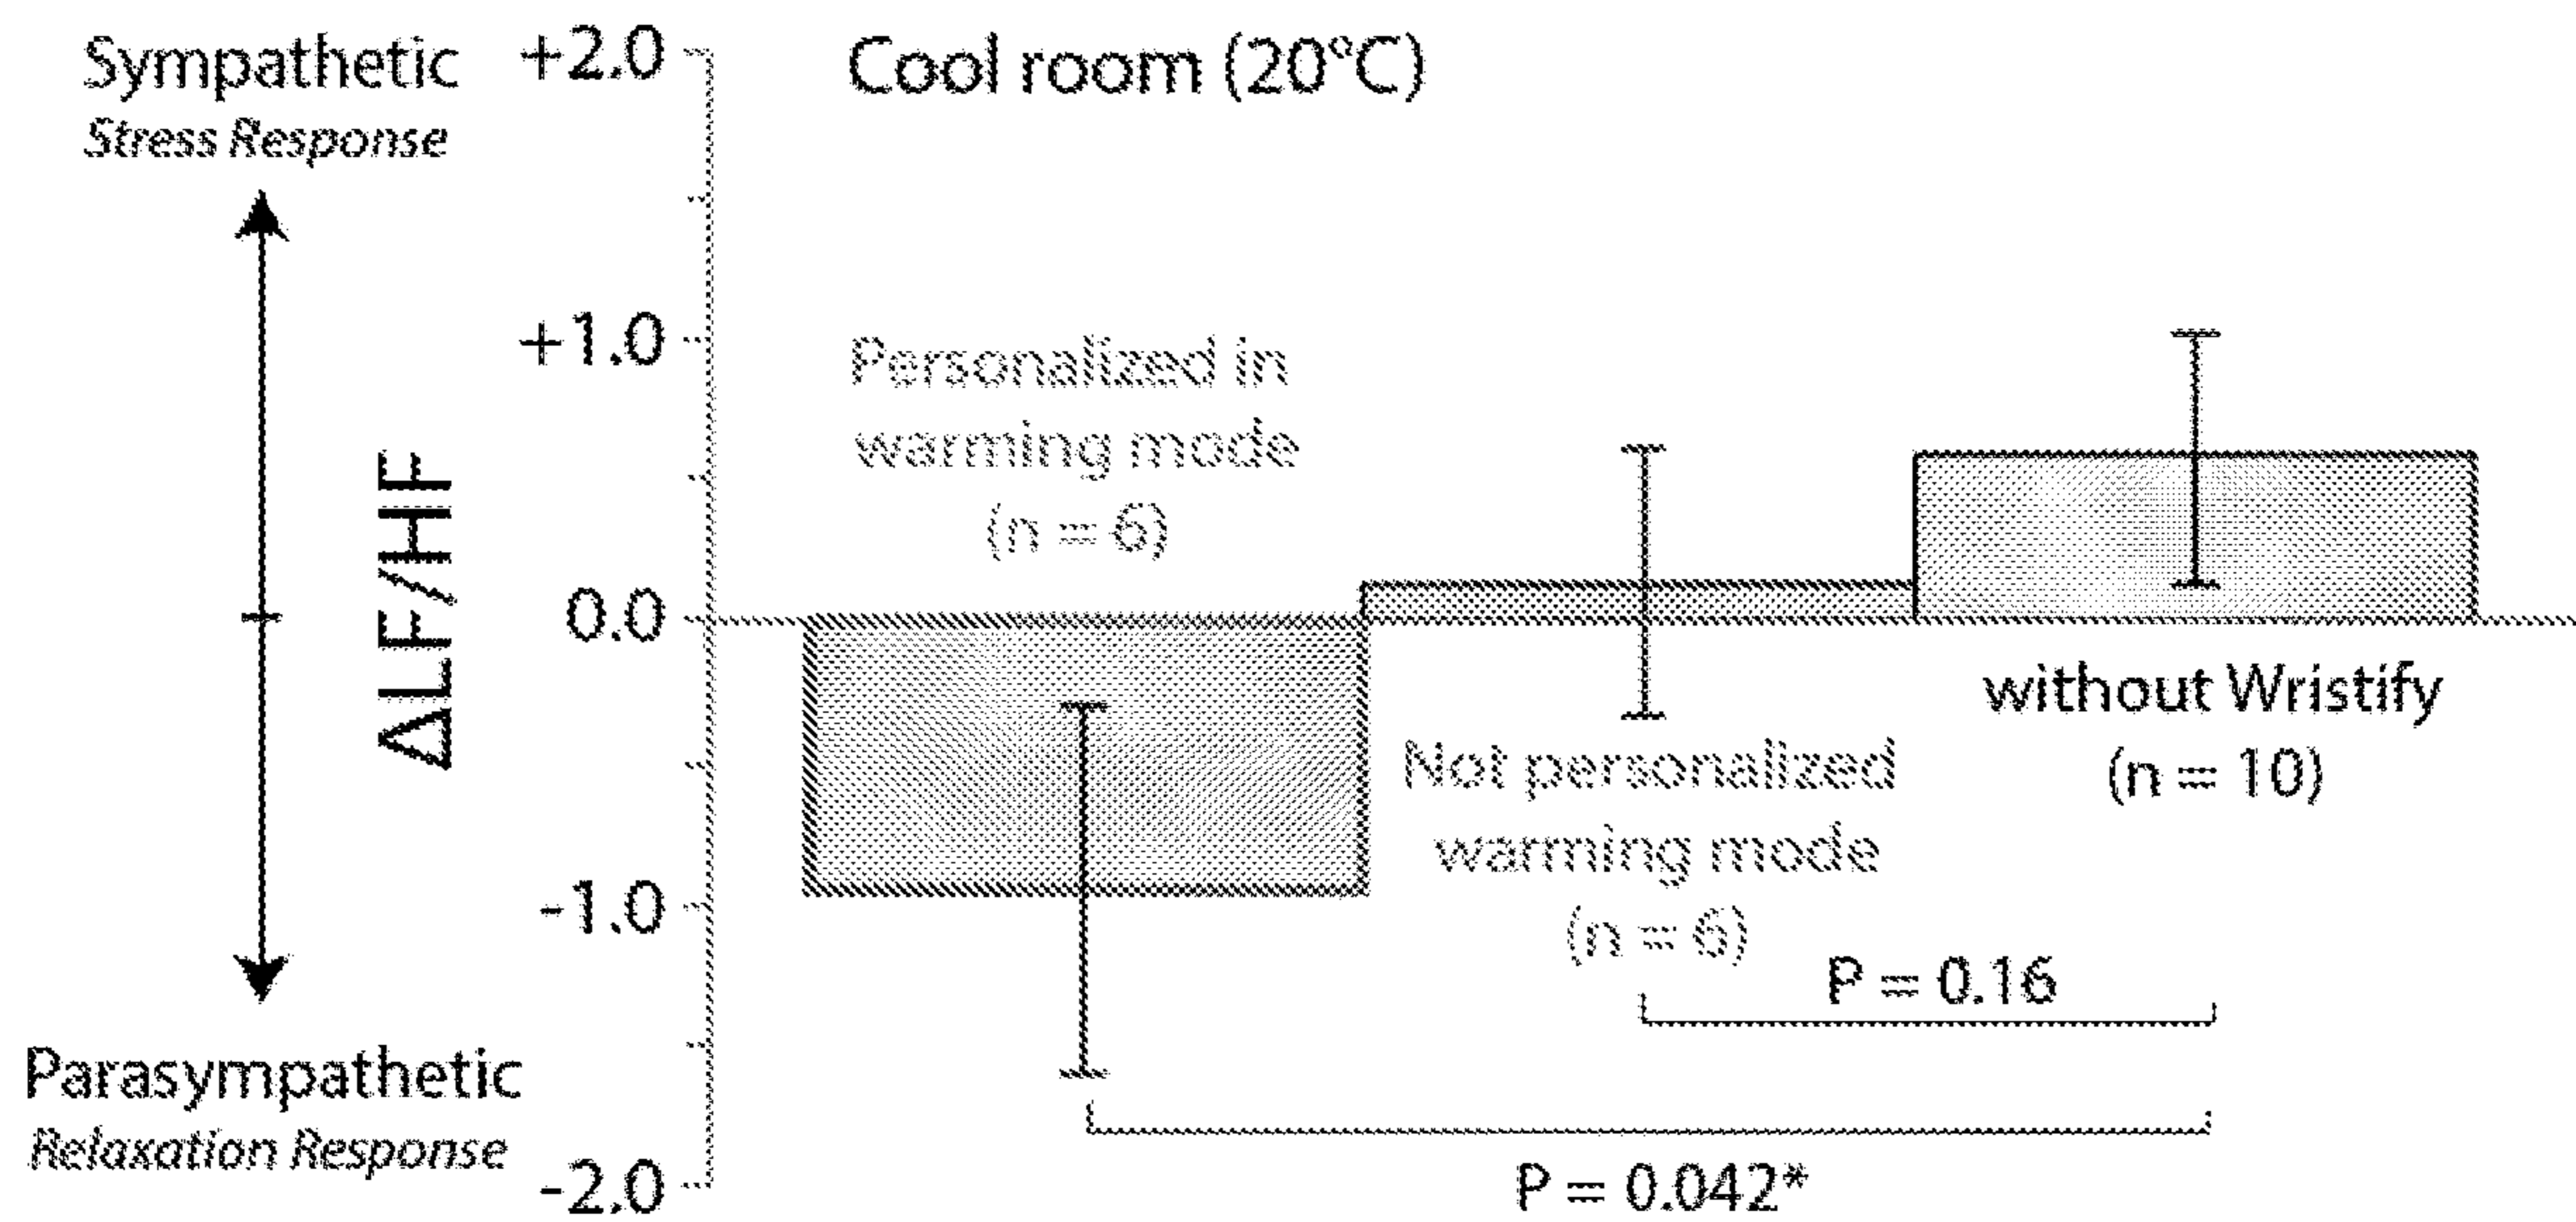 Sympathetic
Stress Response
ΔLF/HF
Parasympathetic
Relaxation Response
+2.0
+1.0
0.0
-1.0
-2.0
Cool room (20°C)
Personalized in
warming mode
(n = 6)
Not personalized
warming mode
(n = 6)
without Wristify
(n = 10)
P = 0.16
P = 0.042*